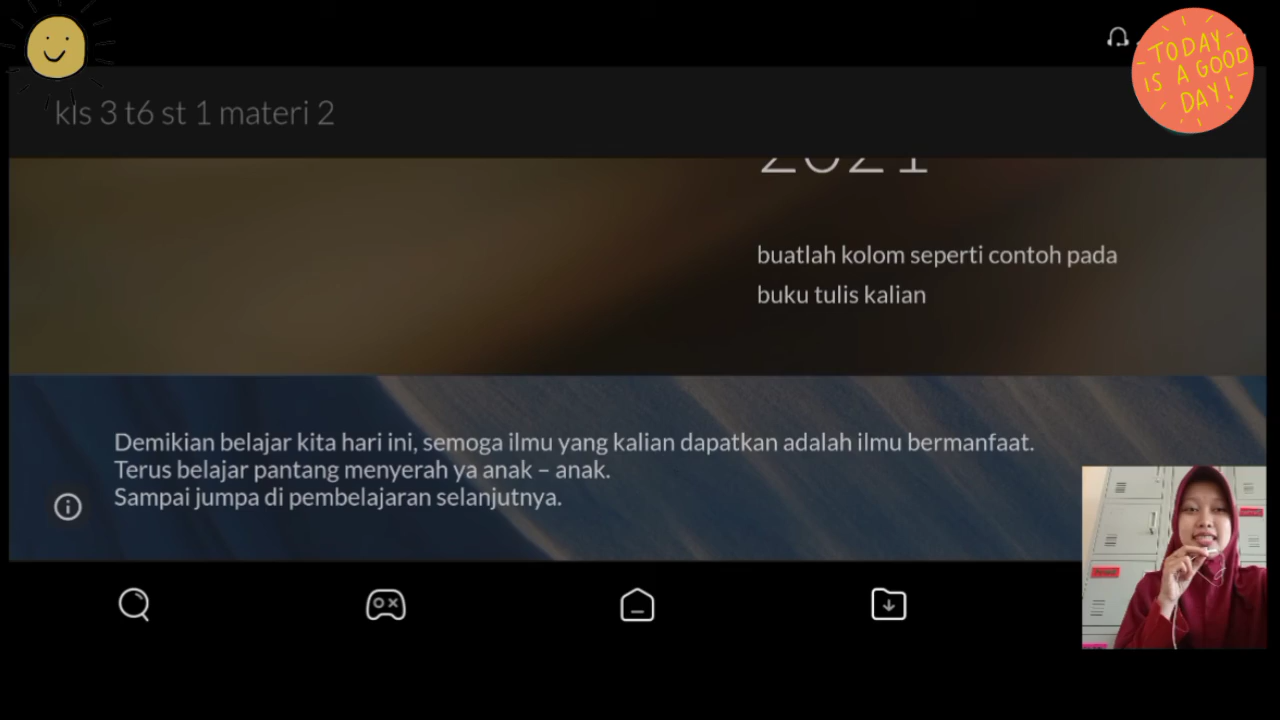 TODAY
IS A GOOD
DAY!
kls 3 t6 st 1 materi 2
2021
buatlah kolom seperti contoh pada
buku tulis kalian
Demikian belajar kita hari ini, semoga ilmu yang kalian dapatkan adalah ilmu bermanfaat.
Terus belajar pantang menyerah ya anak – anak.
Sampai jumpa di pembelajaran selanjutnya.